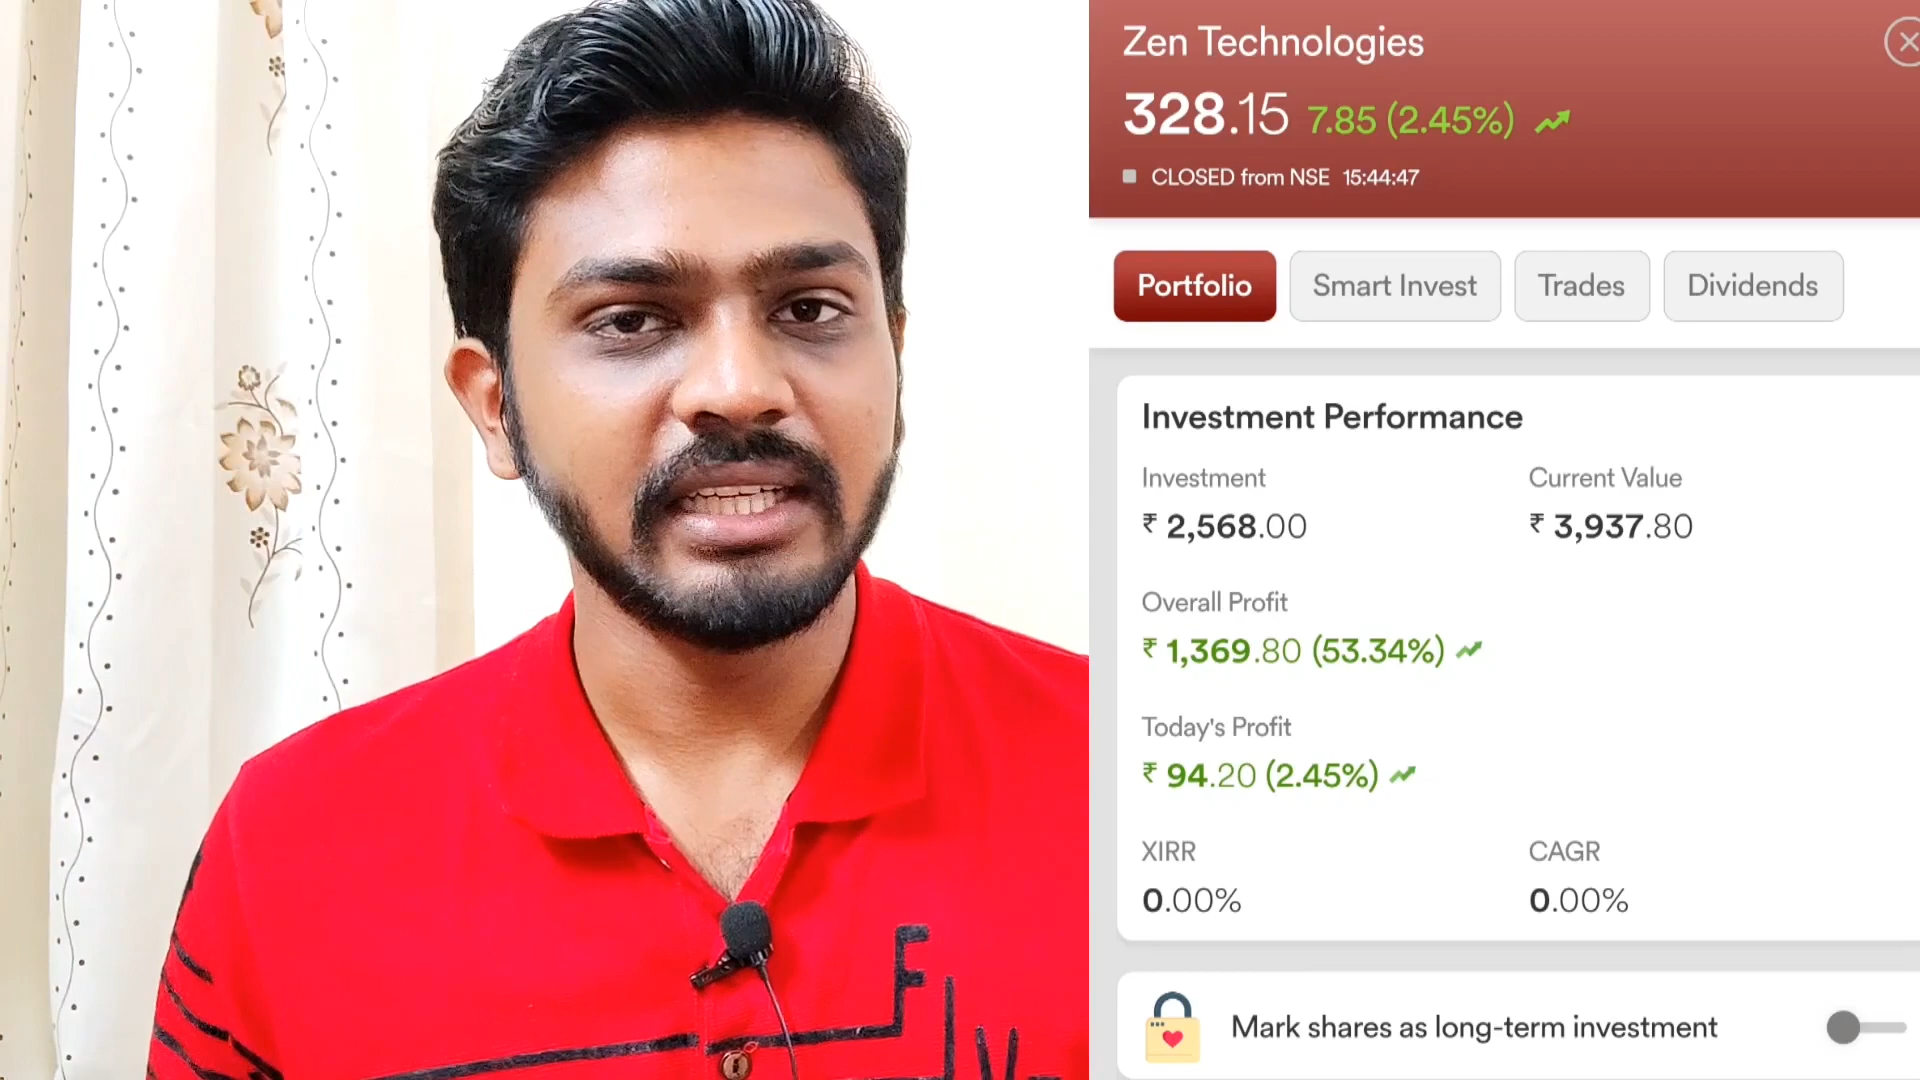 Zen Technologies
328.15 7.85 (2.45%)
CLOSED from NSE 15:44:47
Portfolio Smart Invest Trades Dividends
Investment Performance
Investment Current Value
₹ 2,568.00 ₹ 3,937.80
Overall Profit
₹ 1,369.80 (53.34%)
Today's Profit
₹ 94.20 (2.45%)
XIRR CAGR
0.00% 0.00%
Mark shares as long-term investment